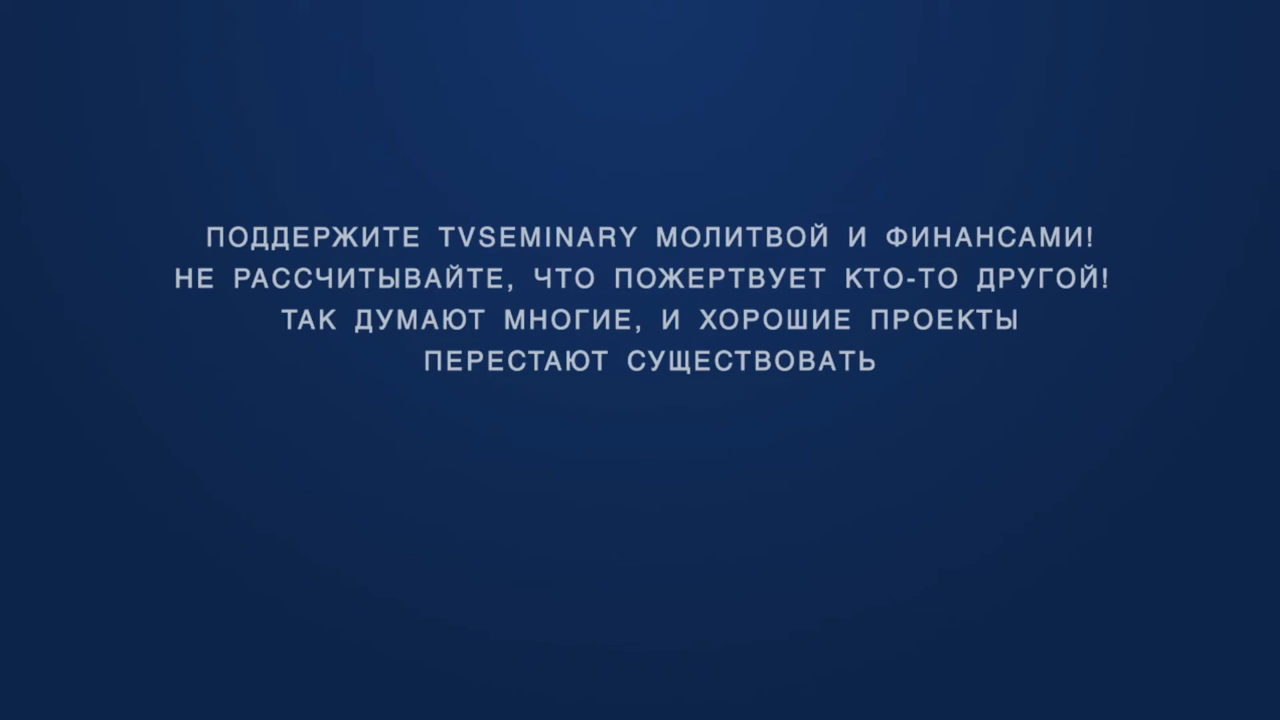 ПОДДЕРЖИТЕ TVSEMINARY МОЛИТВОЙ И ФИНАНСАМИ!
НЕ РАССЧИТЫВАЙТЕ, ЧТО ПОЖЕРТВУЕТ КТО-ТО ДРУГОЙ!
ТАК ДУМАЮТ МНОГИЕ, И ХОРОШИЕ ПРОЕКТЫ
ПЕРЕСТАЮТ СУЩЕСТВОВАТЬ